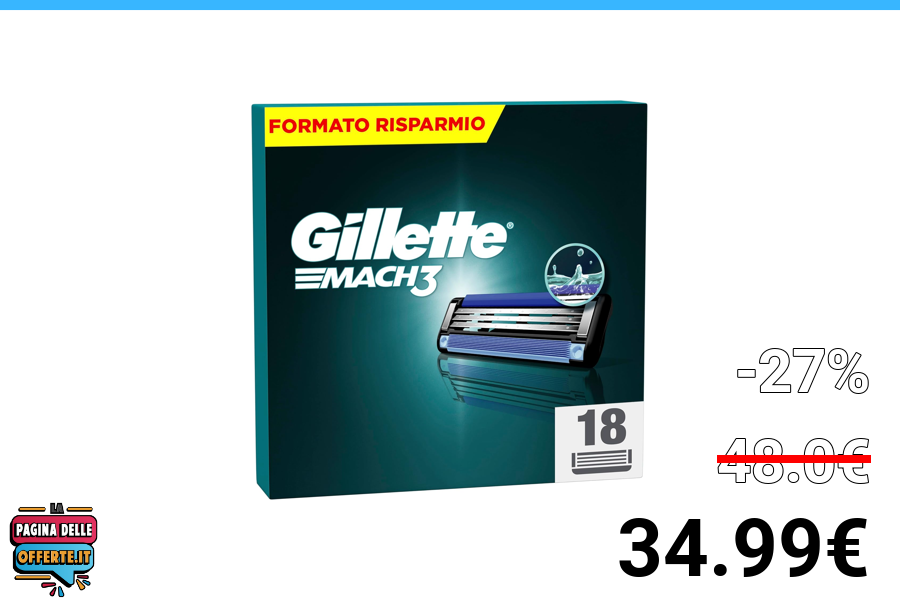 FORMATO RISPARMIO
Gillette®
MACH3
18
-27%
48.0€
34.99€
LA
PAGINA DELLE
OFFERTE.IT